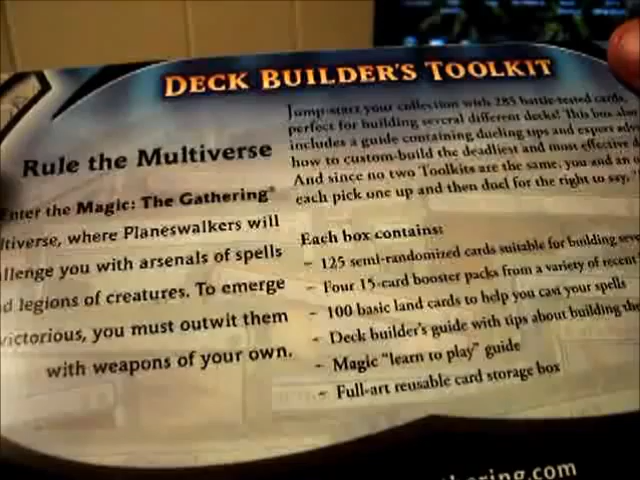 DECK BUILDER'S TOOLKIT
Rule the Multiverse
Enter the Magic: The Gathering®
ltiverse, where Planeswalkers will
llenge you with arsenals of spells
d legions of creatures. To emerge
victorious, you must outwit them
with weapons of your own.
Jump-start your collection with 285 battle-tested cards,
perfect for building several different decks! This box also
includes a guide containing dueling tips and expert
how to custom-build the deadliest and most effective
And since no two Toolkits are the same, you and an
each pick one up and then duel for the right to say,
Each box contains:
- 125 semi-randomized cards suitable for building
- Four 15-card booster packs from a variety of recent
- 100 basic land cards to help you cast your spells
- Deck builder's guide with tips about building
- Magic "learn to play" guide
- Full-art reusable card storage box
thering.com